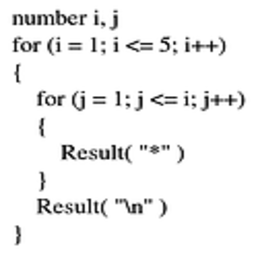 number i, j
for (i = 1; i <= 5; i++)
{
for (j = 1; j <= i; j++)
{
Result( "*" )
}
Result( "\n" )
}